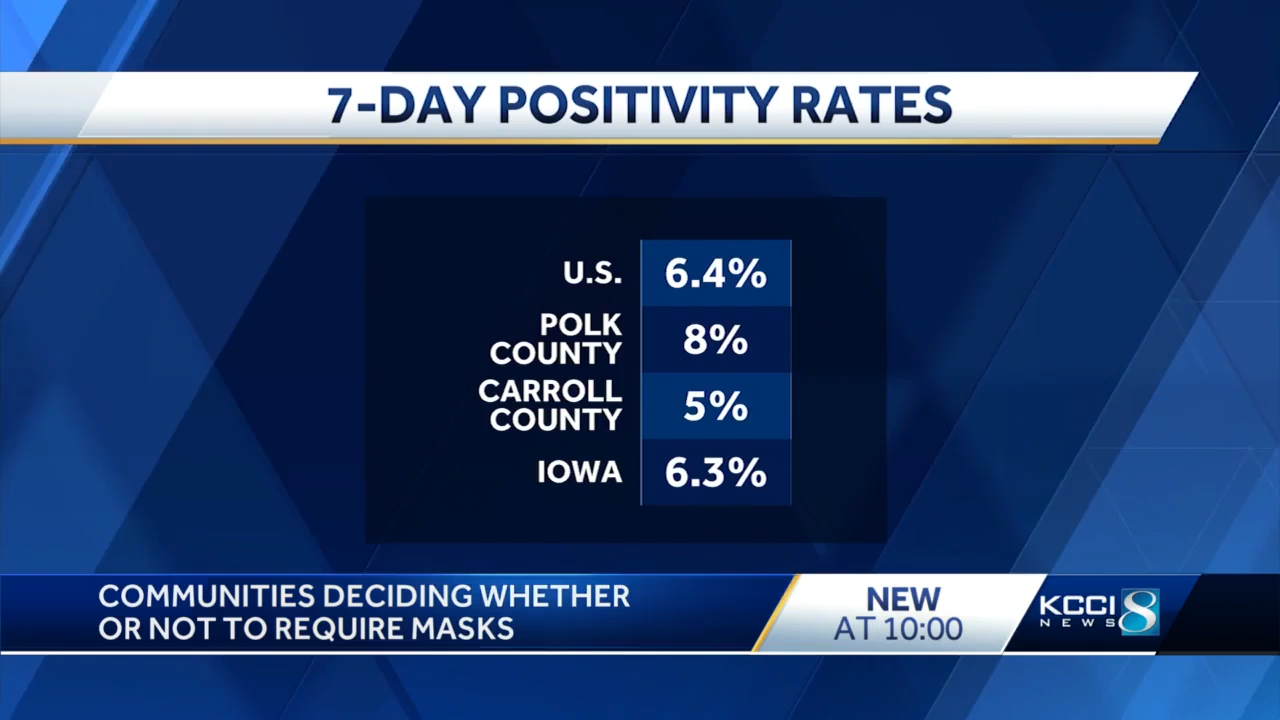 7-DAY POSITIVITY RATES
U.S. 6.4%
POLK
COUNTY 8%
CARROLL
COUNTY 5%
IOWA 6.3%
COMMUNITIES DECIDING WHETHER
OR NOT TO REQUIRE MASKS
NEW
AT 10:00
KCCI 8
NEWS